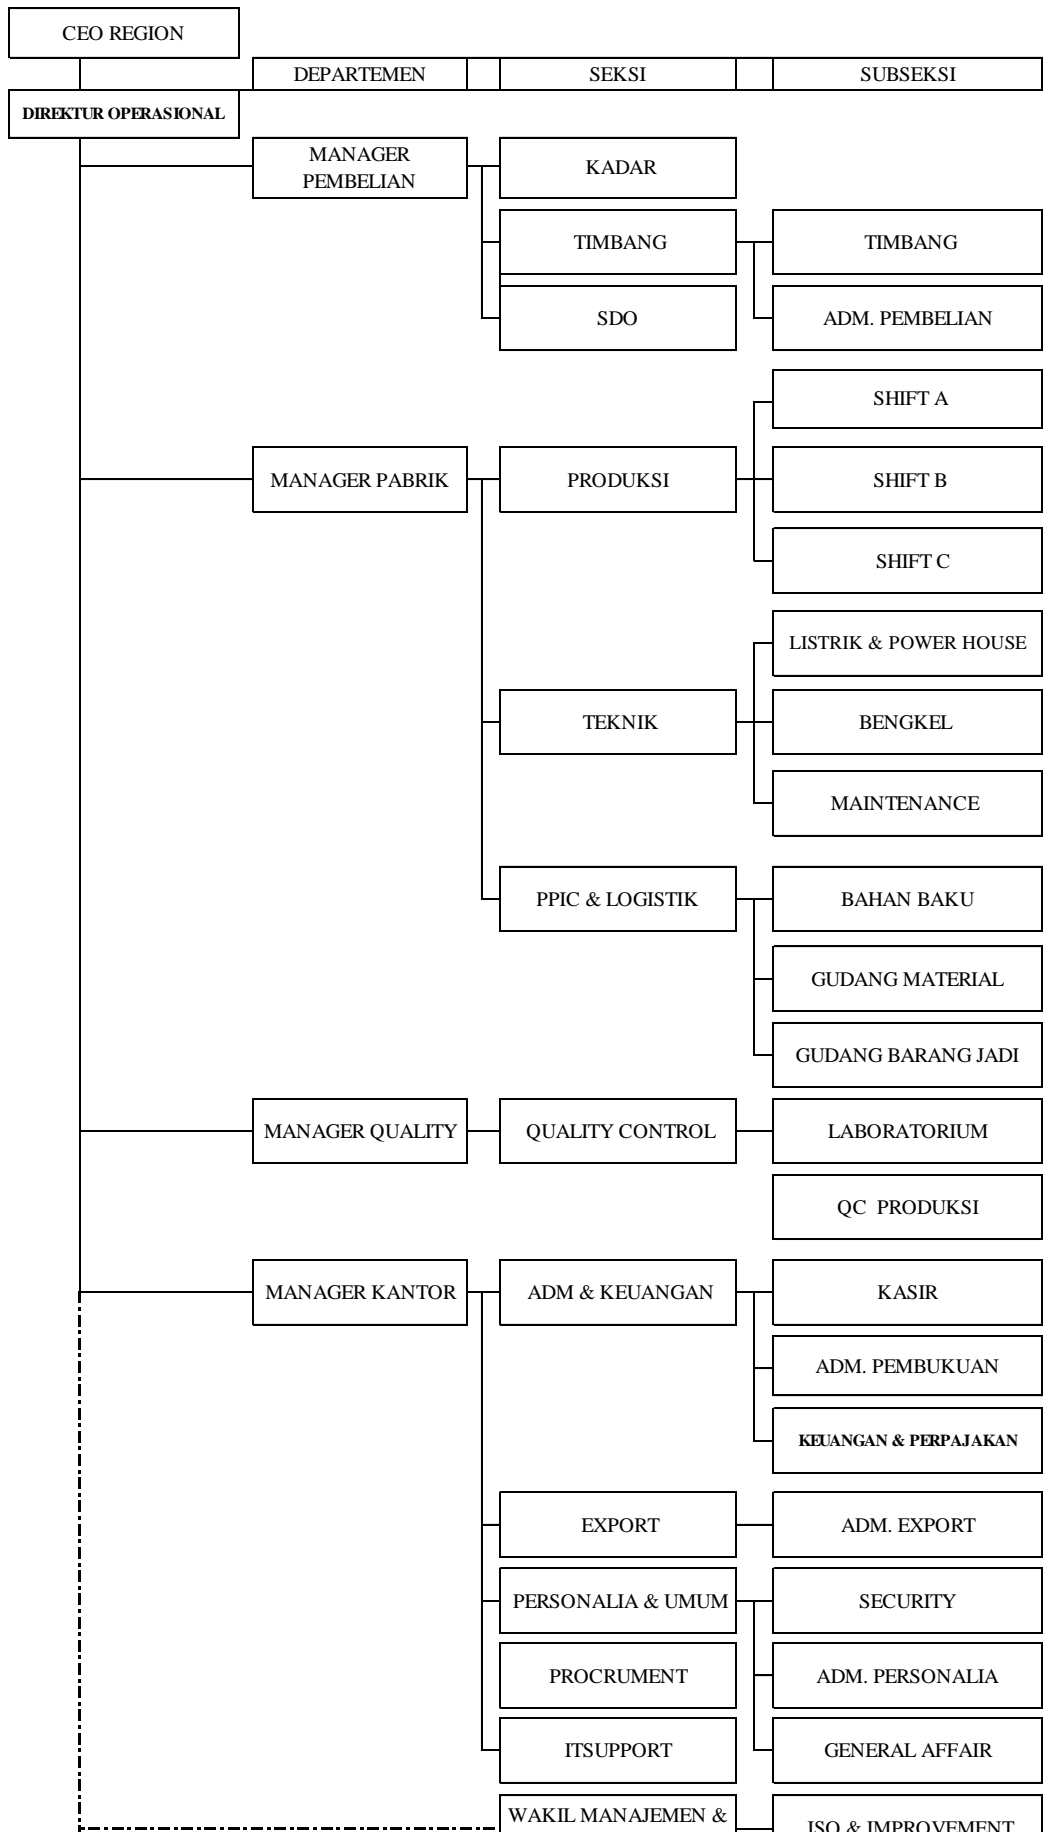 CEO REGION
DEPARTEMEN SEKSI SUBSEKSI
DIREKTUR OPERASIONAL
MANAGER
PEMBELIAN
KADAR
TIMBANG
TIMBANG
SDO
ADM. PEMBELIAN
SHIFT A
MANAGER PABRIK
PRODUKSI
SHIFT B
SHIFT C
LISTRIK & POWER HOUSE
TEKNIK
BENGKEL
MAINTENANCE
PPIC & LOGISTIK
BAHAN BAKU
GUDANG MATERIAL
GUDANG BARANG JADI
MANAGER QUALITY
QUALITY CONTROL
LABORATORIUM
QC PRODUKSI
MANAGER KANTOR
ADM & KEUANGAN
KASIR
ADM. PEMBUKUAN
KEUANGAN & PERPAJAKAN
EXPORT
ADM. EXPORT
PERSONALIA & UMUM
SECURITY
PROCRUMENT
ADM. PERSONALIA
ITSUPPORT
GENERAL AFFAIR
WAKIL MANAJEMEN &
ISO & IMPROVEMENT